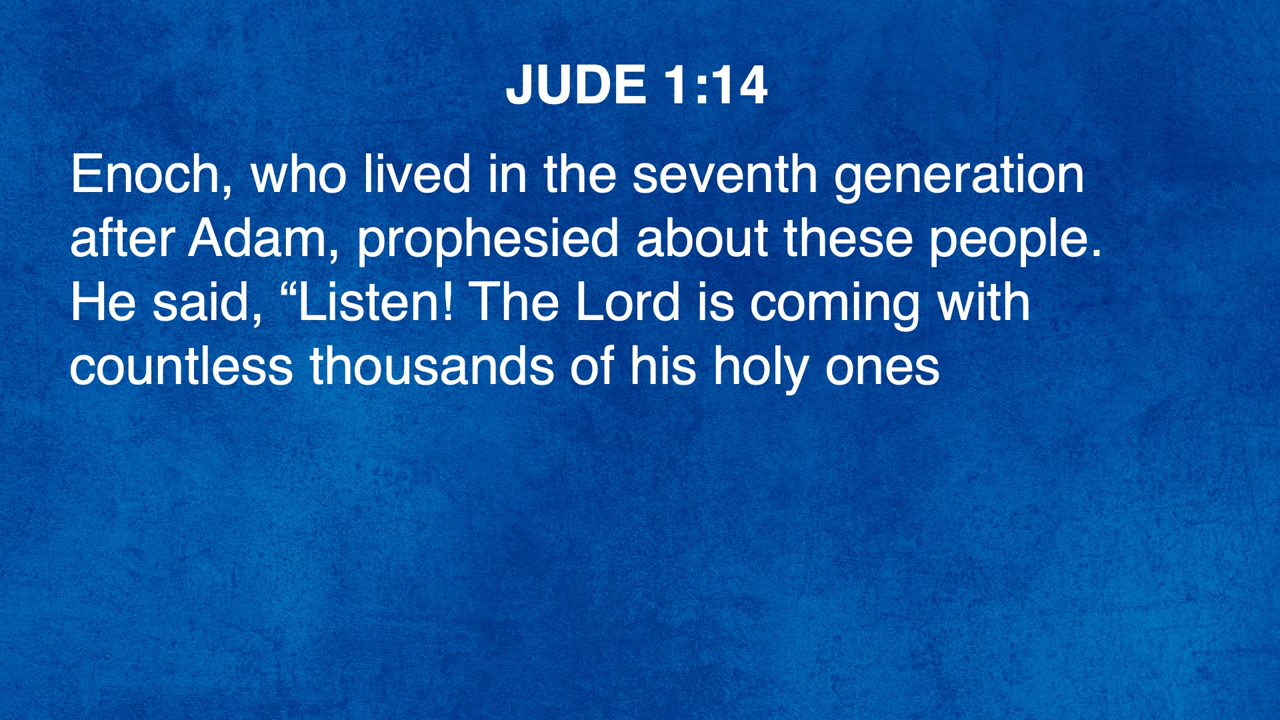 JUDE 1:14
Enoch, who lived in the seventh generation
after Adam, prophesied about these people.
He said, “Listen! The Lord is coming with
countless thousands of his holy ones